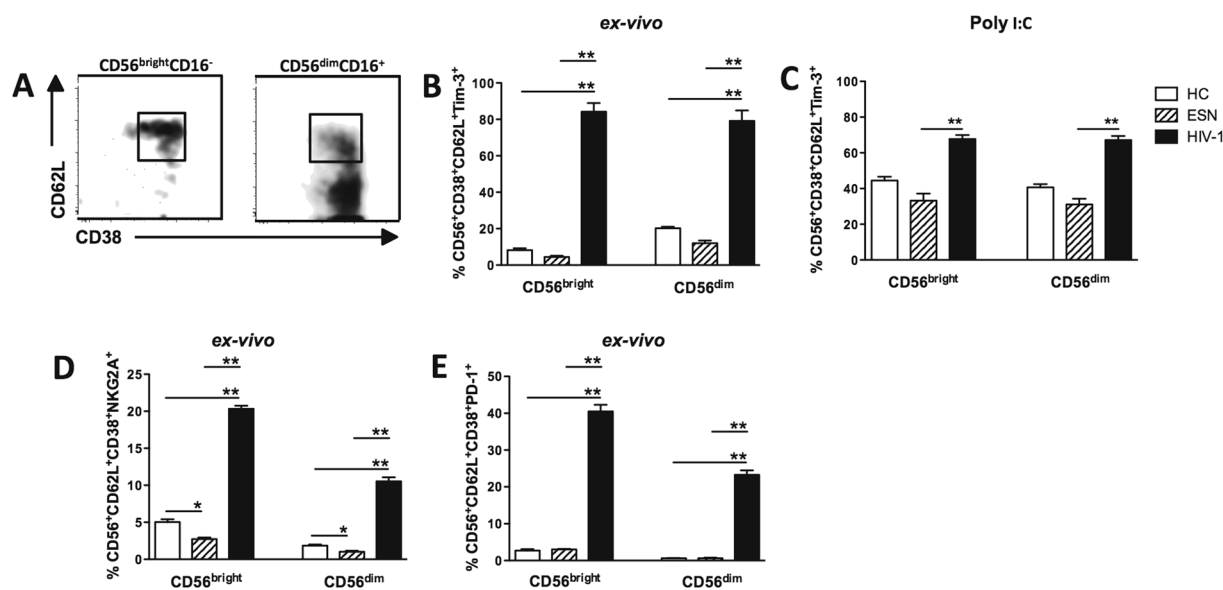 A
CD56brightCD16-
CD56dimCD16+
CD62L
CD38
B
ex-vivo
% CD56+CD38+CD62L+Tim-3+
100
80
60
40
20
0
**
**
**
**
CD56bright
CD56dim
C
Poly I:C
% CD56+CD38+CD62L+Tim-3+
100
80
60
40
20
0
**
**
CD56bright
CD56dim
HC
ESN
HIV-1
D
ex-vivo
% CD56+CD62L+CD38+NKG2A+
25
20
15
10
5
0
**
**
*
**
**
*
CD56bright
CD56dim
E
ex-vivo
% CD56+CD62L+CD38+PD-1+
50
40
30
20
10
0
**
**
**
**
CD56bright
CD56dim